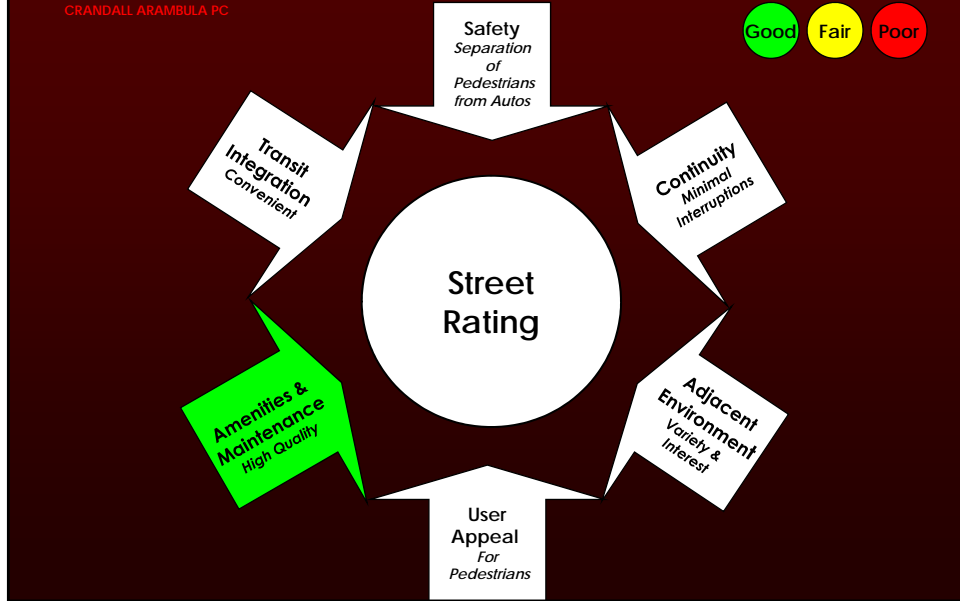 CRANDALL ARAMBULA PC
Good
Fair
Poor
Safety
Separation
of
Pedestrians
from Autos
Transit
Integration
Convenient
Continuity
Minimal
Interruptions
Street
Rating
Amenities &
Maintenance
High Quality
Adjacent
Environment
Variety &
Interest
User
Appeal
For
Pedestrians